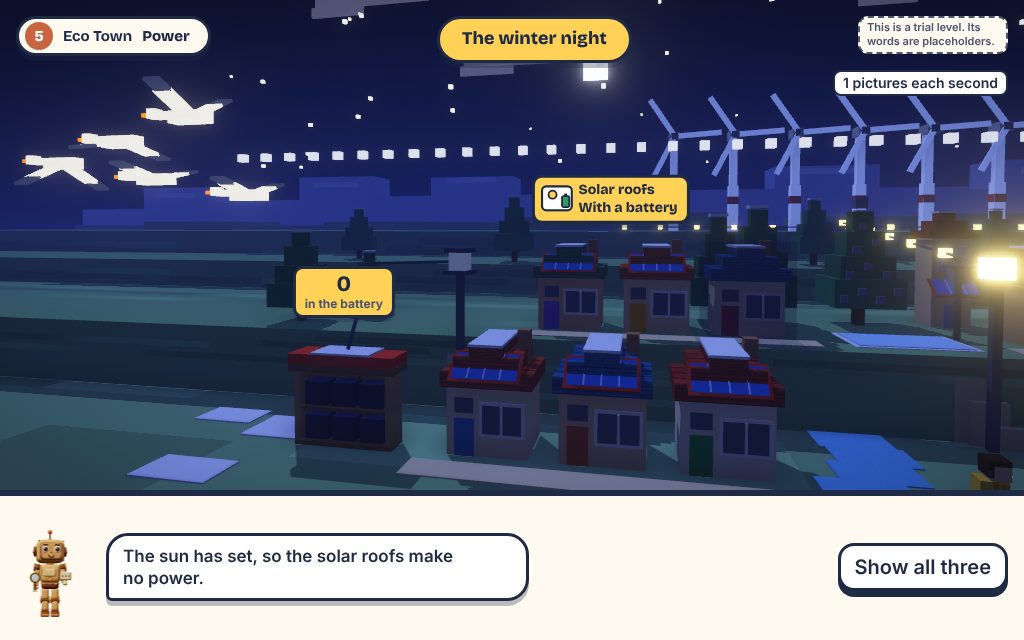 5 Eco Town Power
The winter night
This is a trial level. Its
words are placeholders.
1 pictures each second
Solar roofs
With a battery
0
in the battery
The sun has set, so the solar roofs make
no power.
Show all three